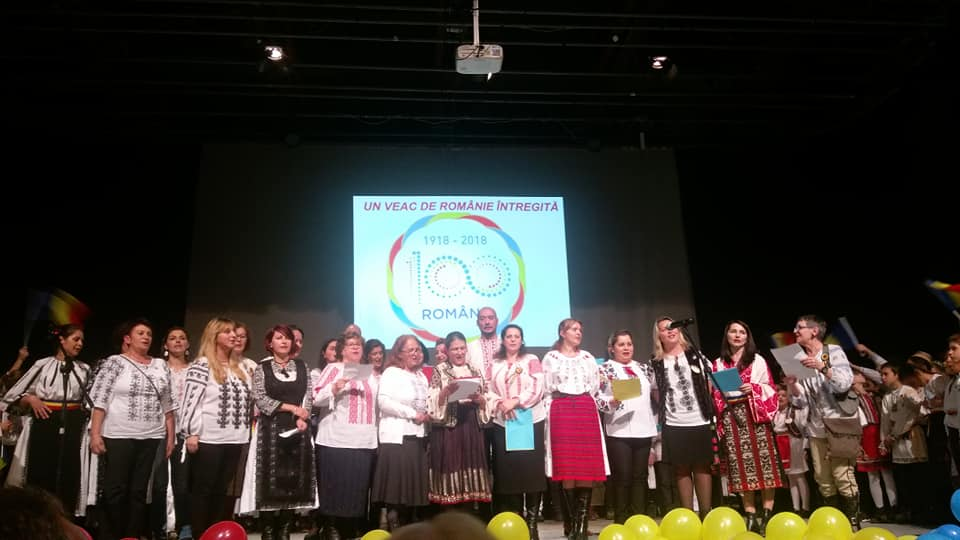 UN VEAC DE ROMÂNIE ÎNTREGITĂ
1918 - 2018
100
ROMÂN